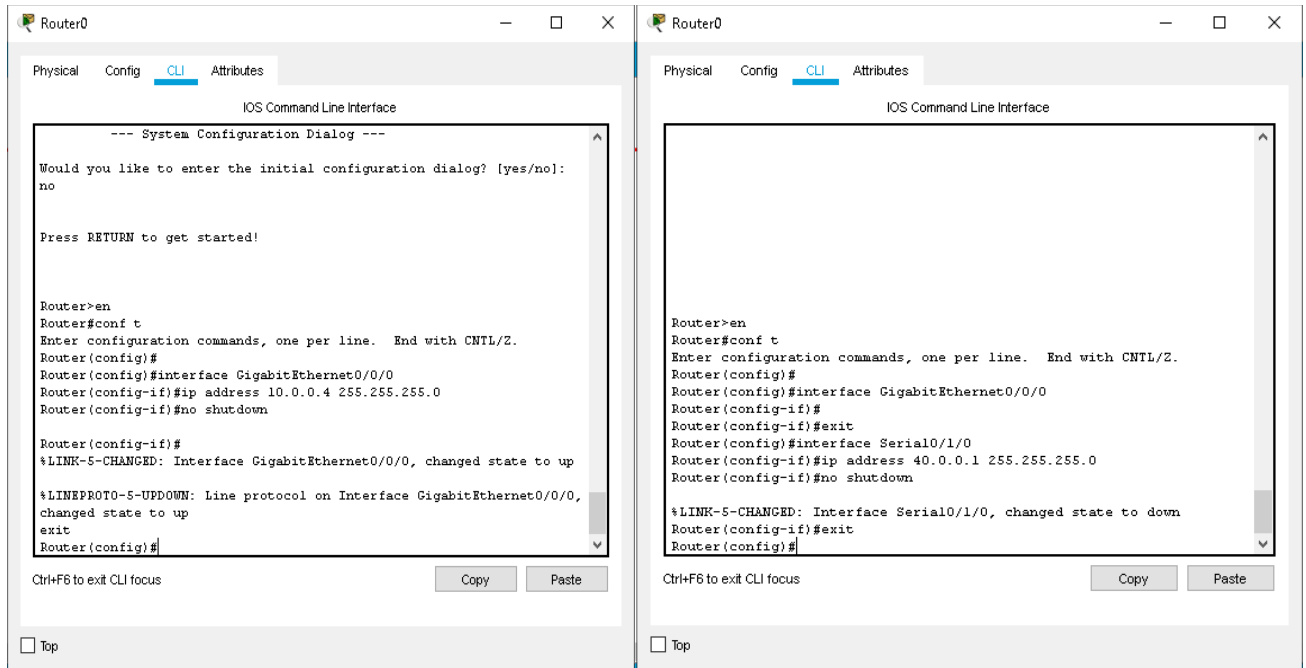 Router0
Physical Config CLI Attributes
IOS Command Line Interface
--- System Configuration Dialog ---
Would you like to enter the initial configuration dialog? [yes/no]:
no
Press RETURN to get started!
Router>en
Router#conf t
Enter configuration commands, one per line. End with CNTL/Z.
Router(config)#
Router(config)#interface GigabitEthernet0/0/0
Router(config-if)#ip address 10.0.0.4 255.255.255.0
Router(config-if)#no shutdown
Router(config-if)#
%LINK-5-CHANGED: Interface GigabitEthernet0/0/0, changed state to up
%LINEPROTO-5-UPDOWN: Line protocol on Interface GigabitEthernet0/0/0,
changed state to up
exit
Router(config)#
Ctrl+F6 to exit CLI focus
Copy
Paste
Top
Router0
Physical Config CLI Attributes
IOS Command Line Interface
Router>en
Router#conf t
Enter configuration commands, one per line. End with CNTL/Z.
Router(config)#
Router(config)#interface GigabitEthernet0/0/0
Router(config-if)#
Router(config-if)#exit
Router(config)#interface Serial0/1/0
Router(config-if)#ip address 40.0.0.1 255.255.255.0
Router(config-if)#no shutdown
%LINK-5-CHANGED: Interface Serial0/1/0, changed state to down
Router(config-if)#exit
Router(config)#
Ctrl+F6 to exit CLI focus
Copy
Paste
Top